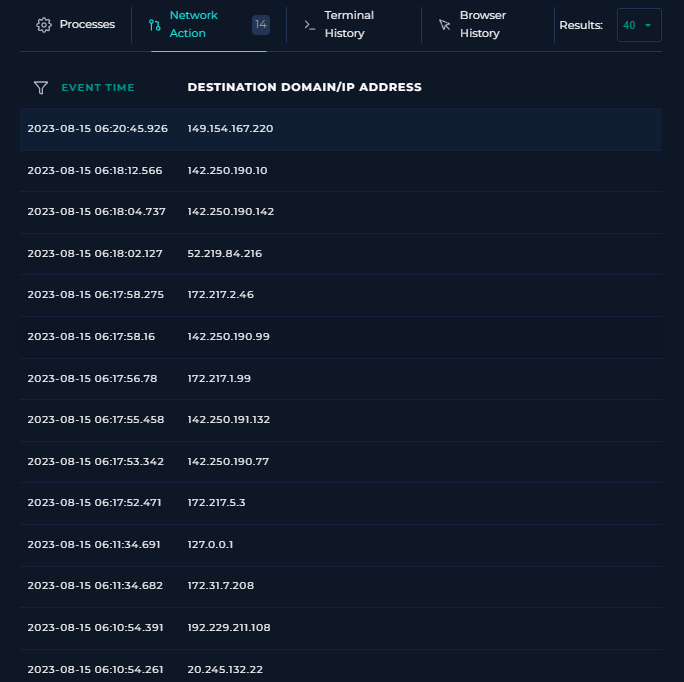 Processes
Network Action
14
Terminal History
Browser History
Results:
40
EVENT TIME DESTINATION DOMAIN/IP ADDRESS
2023-08-15 06:20:45.926 149.154.167.220
2023-08-15 06:18:12.566 142.250.190.10
2023-08-15 06:18:04.737 142.250.190.142
2023-08-15 06:18:02.127 52.219.84.216
2023-08-15 06:17:58.275 172.217.2.46
2023-08-15 06:17:58.16 142.250.190.99
2023-08-15 06:17:56.78 172.217.1.99
2023-08-15 06:17:55.458 142.250.191.132
2023-08-15 06:17:53.342 142.250.190.77
2023-08-15 06:17:52.471 172.217.5.3
2023-08-15 06:11:34.691 127.0.0.1
2023-08-15 06:11:34.682 172.31.7.208
2023-08-15 06:10:54.391 192.229.211.108
2023-08-15 06:10:54.261 20.245.132.22